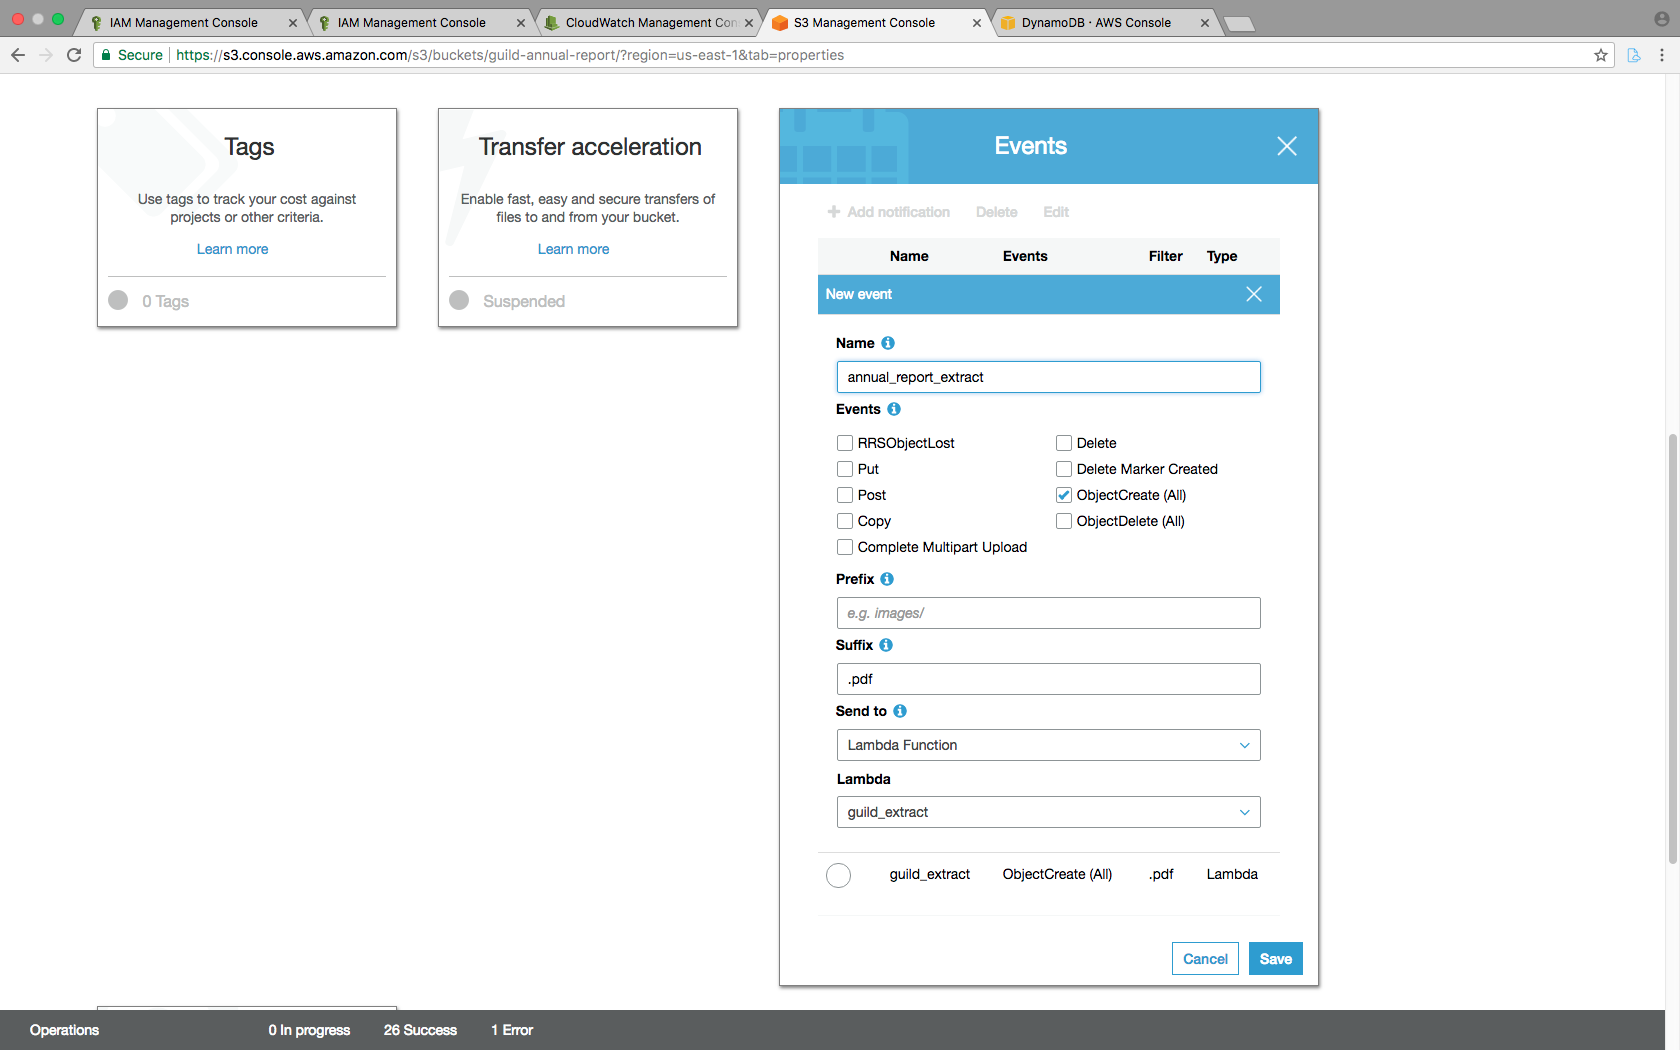 IAM Management Console
IAM Management Console
CloudWatch Management Con
S3 Management Console
DynamoDB · AWS Console
Secure
https://s3.console.aws.amazon.com/s3/buckets/guild-annual-report/?region=us-east-1&tab=properties
Tags
Use tags to track your cost against
projects or other criteria.
Learn more
0 Tags
Transfer acceleration
Enable fast, easy and secure transfers of
files to and from your bucket.
Learn more
Suspended
Events
Add notification Delete Edit
Name Events Filter Type
New event
Name
annual_report_extract
Events
RRSObjectLost Delete
Put Delete Marker Created
Post ObjectCreate (All)
Copy ObjectDelete (All)
Complete Multipart Upload
Prefix
e.g. images/
Suffix
.pdf
Send to
Lambda Function
Lambda
guild_extract
guild_extract ObjectCreate (All) .pdf Lambda
Cancel Save
Operations 0 In progress 26 Success 1 Error